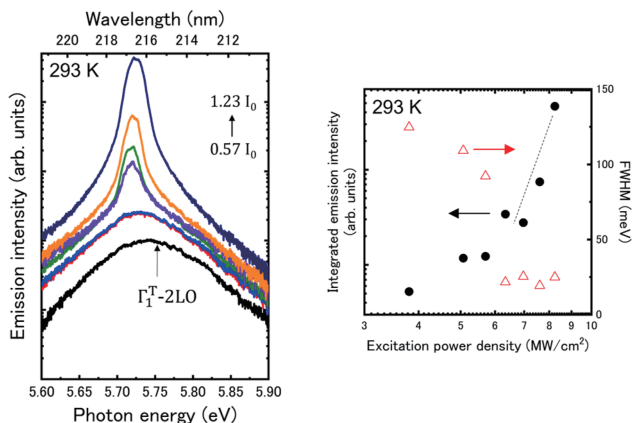 Wavelength (nm)
220 218 216 214 212
293 K
1.23 I₀
0.57 I₀
Γ₁ᵀ-2LO
Emission intensity (arb. units)
5.60 5.65 5.70 5.75 5.80 5.85 5.90
Photon energy (eV)
293 K
Integrated emission intensity
(arb. units)
150
100
50
0
FWHM (meV)
3 4 5 6 7 8 9 10
Excitation power density (MW/cm²)